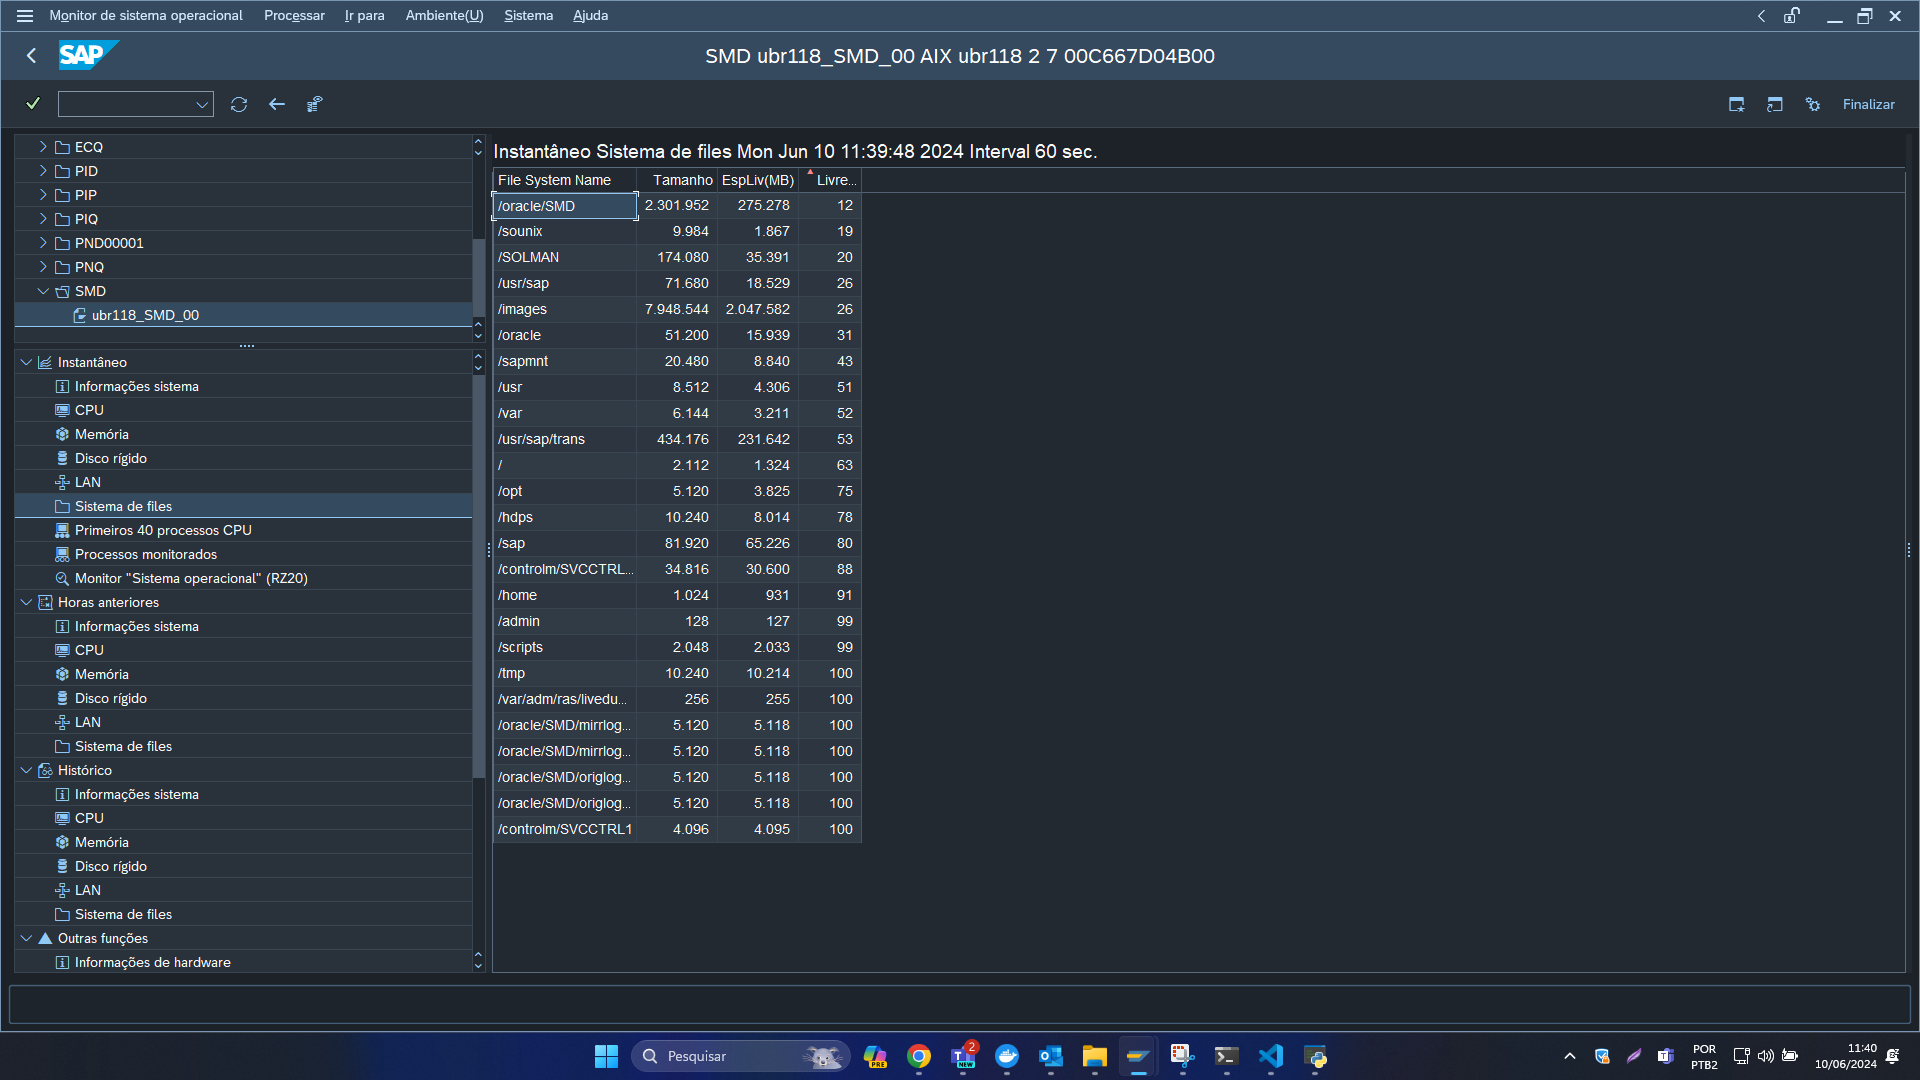 Monitor de sistema operacional Processar Ir para Ambiente(U) Sistema Ajuda
SAP
SMD ubr118_SMD_00 AIX ubr118 2 7 00C667D04B00
Finalizar
ECQ
PID
PIP
PIQ
PND00001
PNQ
SMD
ubr118_SMD_00
Instantâneo
Informações sistema
CPU
Memória
Disco rígido
LAN
Sistema de files
Primeiros 40 processos CPU
Processos monitorados
Monitor "Sistema operacional" (RZ20)
Horas anteriores
Informações sistema
CPU
Memória
Disco rígido
LAN
Sistema de files
Histórico
Informações sistema
CPU
Memória
Disco rígido
LAN
Sistema de files
Outras funções
Informações de hardware
Instantâneo Sistema de files Mon Jun 10 11:39:48 2024 Interval 60 sec.
File System Name Tamanho EspLiv(MB) Livre...
/oracle/SMD 2.301.952 275.278 12
/sounix 9.984 1.867 19
/SOLMAN 174.080 35.391 20
/usr/sap 71.680 18.529 26
/images 7.948.544 2.047.582 26
/oracle 51.200 15.939 31
/sapmnt 20.480 8.840 43
/usr 8.512 4.306 51
/var 6.144 3.211 52
/usr/sap/trans 434.176 231.642 53
/ 2.112 1.324 63
/opt 5.120 3.825 75
/hdps 10.240 8.014 78
/sap 81.920 65.226 80
/controlm/SVCCTRL... 34.816 30.600 88
/home 1.024 931 91
/admin 128 127 99
/scripts 2.048 2.033 99
/tmp 10.240 10.214 100
/var/adm/ras/livedu... 256 255 100
/oracle/SMD/mirrlog... 5.120 5.118 100
/oracle/SMD/mirrlog... 5.120 5.118 100
/oracle/SMD/origlog... 5.120 5.118 100
/oracle/SMD/origlog... 5.120 5.118 100
/controlm/SVCCTRL1 4.096 4.095 100
Pesquisar
PRE
2
NEW
POR
PTB2
11:40
10/06/2024